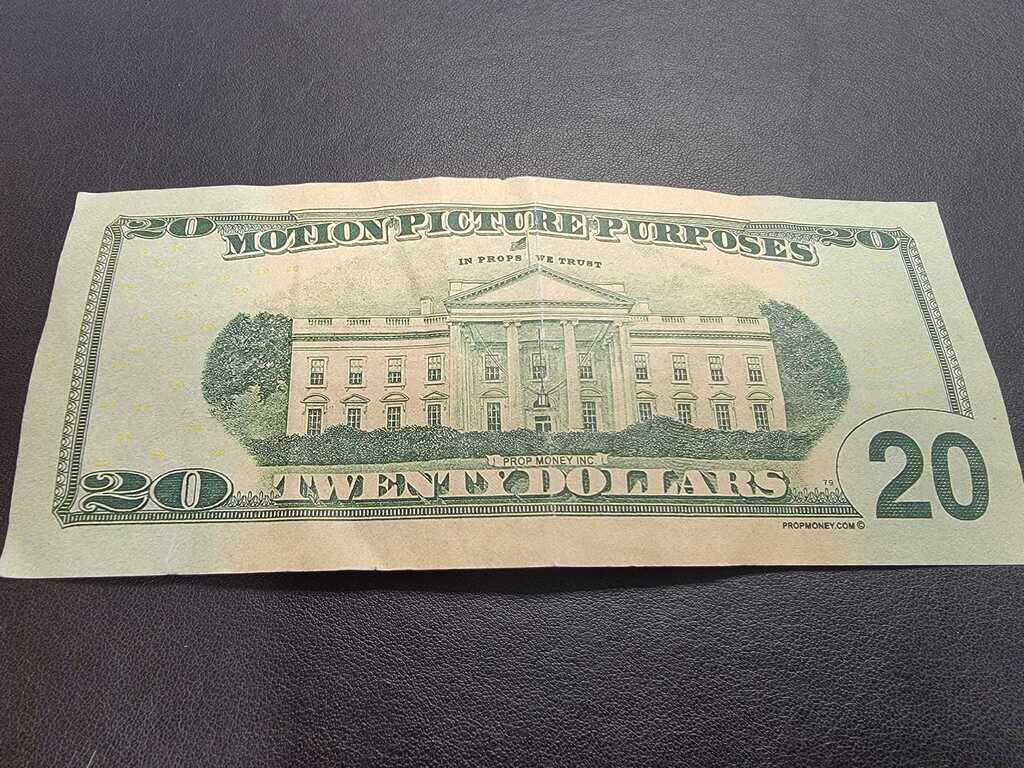 20 MOTION PICTURE PURPOSES 20
IN PROPS WE TRUST
PROP MONEY INC
20 TWENTY DOLLARS 79 20
PROPMONEY.COM ©